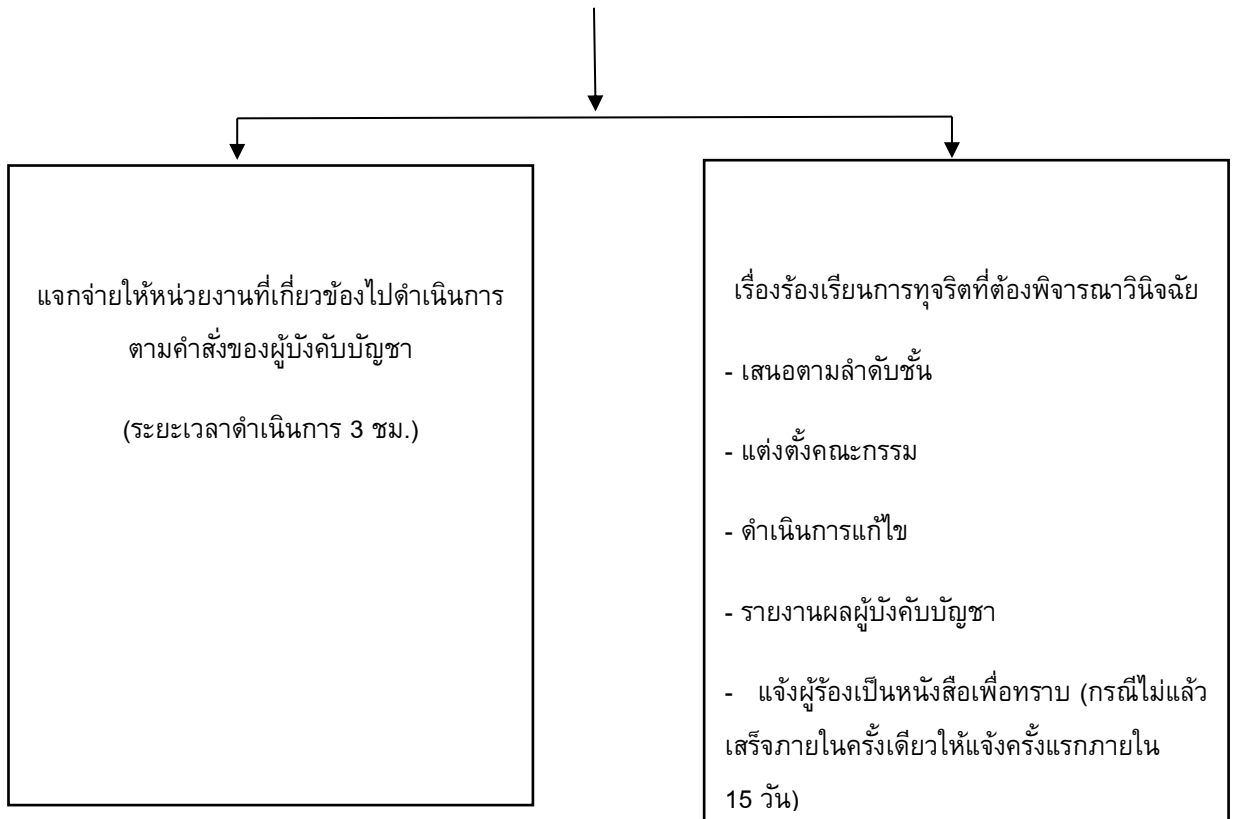 แจกจ่ายให้หน่วยงานที่เกี่ยวข้องไปดำเนินการ
ตามคำสั่งของผู้บังคับบัญชา
(ระยะเวลาดำเนินการ 3 ชม.)
เรื่องร้องเรียนการทุจริตที่ต้องพิจารณาวินิจฉัย
- เสนอตามลำดับชั้น
- แต่งตั้งคณะกรรม
- ดำเนินการแก้ไข
- รายงานผลผู้บังคับบัญชา
- แจ้งผู้ร้องเป็นหนังสือเพื่อทราบ (กรณีไม่แล้ว
เสร็จภายในครั้งเดียวให้แจ้งครั้งแรกภายใน
15 วัน)